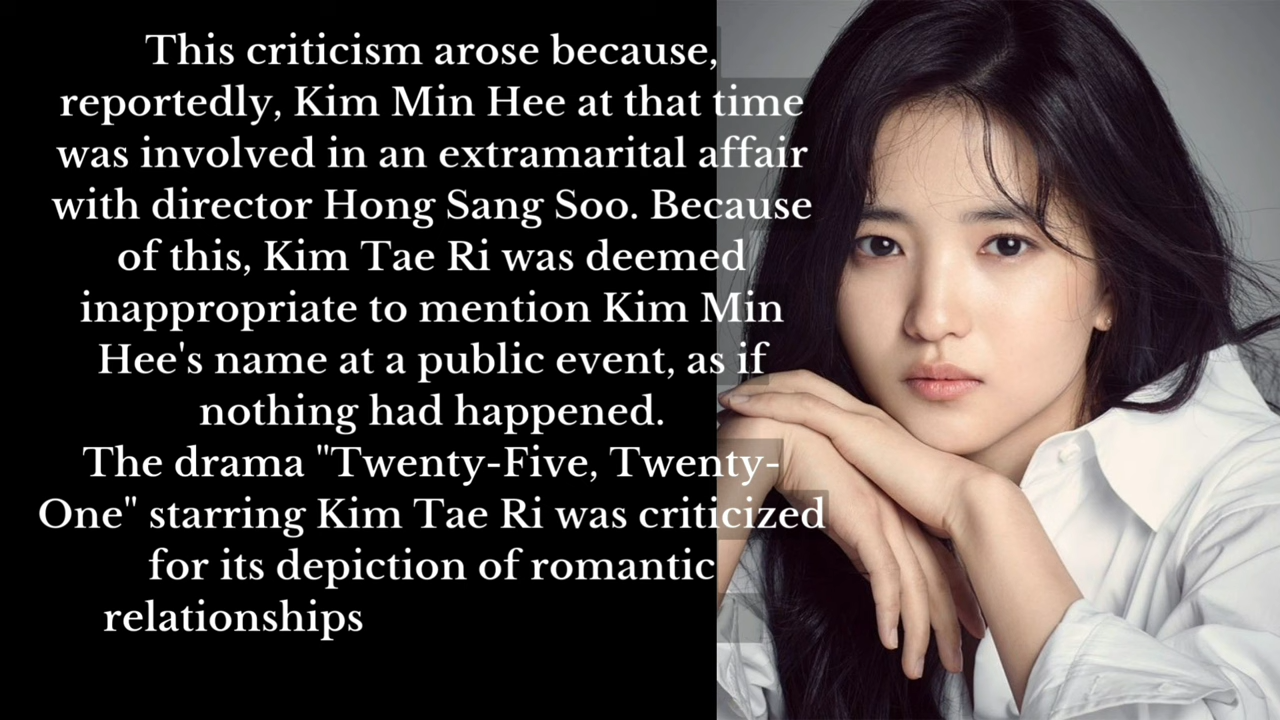 This criticism arose because,
reportedly, Kim Min Hee at that time
was involved in an extramarital affair
with director Hong Sang Soo. Because
of this, Kim Tae Ri was deemed
inappropriate to mention Kim Min
Hee's name at a public event, as if
nothing had happened.
The drama "Twenty-Five, Twenty-
One" starring Kim Tae Ri was criticized
for its depiction of romantic
relationships